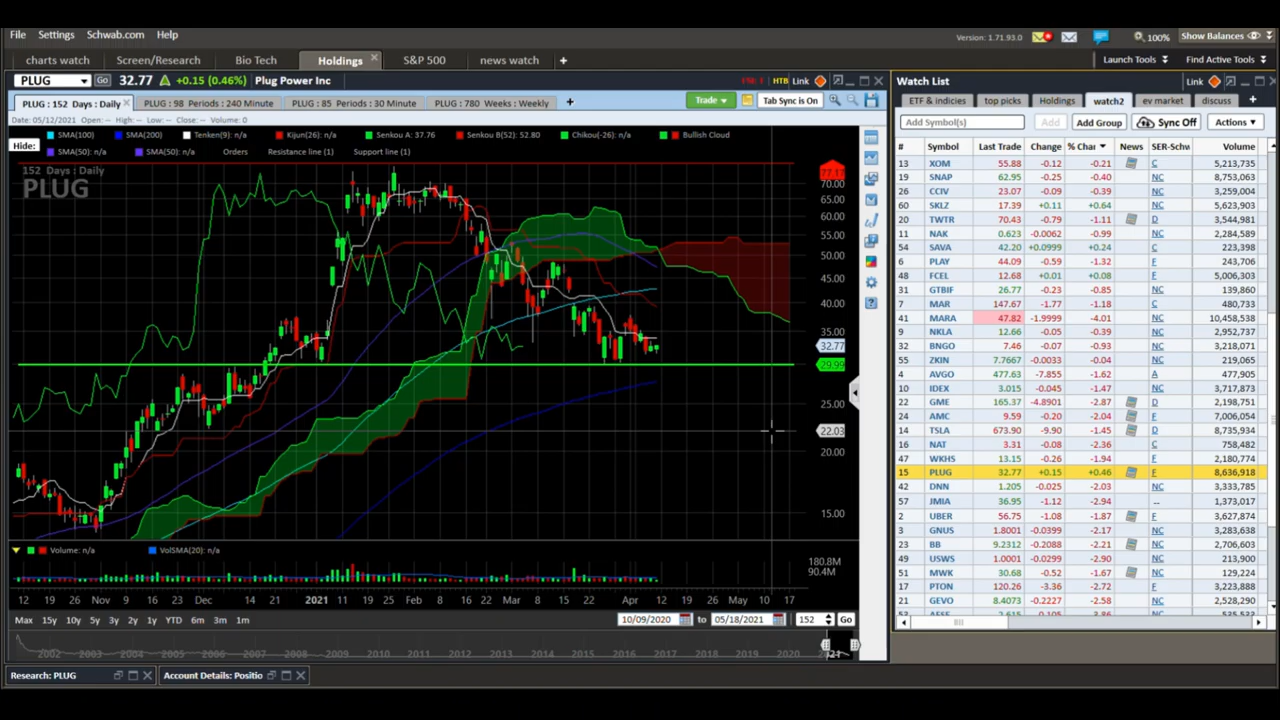 File Settings Schwab.com Help
Version: 1.71.93.0 100% Show Balances
charts watch Screen/Research Bio Tech Holdings S&P 500 news watch +
Launch Tools Find Active Tools
PLUG Go 32.77 +0.15 (0.46%) Plug Power Inc HTB Link
Watch List Link
PLUG : 152 Days : Daily PLUG : 98 Periods : 240 Minute PLUG : 85 Periods : 30 Minute PLUG : 780 Weeks : Weekly +
Trade Tab Sync is On
ETF & indicies top picks Holdings watch2 ev market discuss +
Date: 05/12/2021 Open: -- High: -- Low: -- Close: -- Volume: 0
Add Symbol(s) Add Add Group Sync Off Actions
SMA(100) SMA(200) Tenken(9): n/a Kijun(26): n/a Senkou A: 37.76 Senkou B(52): 52.80 Chikou(-26): n/a Bullish Cloud
Hide:
SMA(50): n/a SMA(50): n/a Orders Resistance line (1) Support line (1)
152 Days : Daily
PLUG
77.17
70.00
65.00
60.00
55.00
50.00
45.00
40.00
35.00
32.77
29.99
25.00
22.03
20.00
15.00
Volume: n/a VolSMA(20): n/a
180.8M
90.4M
12 19 26 Nov 9 16 23 Dec 14 21 2021 11 19 25 Feb 8 16 22 Mar 8 15 22 Apr 12 19 26 May 10 17
Max 15y 10y 5y 3y 2y 1y YTD 6m 3m 1m 10/09/2020 to 05/18/2021 152 Go
2002 2003 2004 2005 2006 2007 2008 2009 2010 2011 2012 2013 2014 2015 2016 2017 2018 2019 2020 2021
Research: PLUG Account Details: Positio
# Symbol Last Trade Change % Char News SER-Schw Volume
13 XOM 55.88 -0.12 -0.21 C 5,213,735
19 SNAP 62.95 -0.25 -0.40 NC 8,753,063
26 CCIV 23.07 -0.09 -0.39 NC 3,259,004
60 SKLZ 17.39 +0.11 +0.64 NC 5,623,903
20 TWTR 70.43 -0.79 -1.11 C 3,544,981
11 NAK 0.623 -0.0062 -0.99 NC 2,284,589
54 SAVA 42.20 +0.0999 +0.24 C 223,398
6 PLAY 44.09 -0.59 -1.32 F 243,706
48 FCEL 12.68 +0.01 +0.08 F 5,006,303
31 GTBIF 26.77 -0.23 -0.85 NC 139,860
7 MAR 147.67 -1.77 -1.18 C 480,733
41 MARA 47.82 -1.9999 -4.01 NC 10,458,538
9 NKLA 12.66 -0.05 -0.39 NC 2,952,737
32 BNGO 7.46 -0.07 -0.93 NC 3,218,071
55 ZKIN 7.7667 -0.0033 -0.04 NC 219,065
4 AVGO 477.63 -7.855 -1.62 A 477,905
10 IDEX 3.015 -0.045 -1.47 NC 3,717,873
22 GME 165.37 -4.8901 -2.87 D 2,198,751
24 AMC 9.59 -0.20 -2.04 F 7,006,054
14 TSLA 673.90 -9.90 -1.45 D 8,735,934
16 NAT 3.31 -0.08 -2.36 C 758,482
47 WKHS 13.15 -0.26 -1.94 F 2,180,774
15 PLUG 32.77 +0.15 +0.46 F 8,636,918
42 DNN 1.205 -0.025 -2.03 NC 3,333,785
57 JMIA 36.95 -1.12 -2.94 -- 1,373,017
2 UBER 56.75 -1.08 -1.87 F 3,627,874
3 GNUS 1.8001 -0.0399 -2.17 NC 3,283,638
23 BB 9.2312 -0.2088 -2.21 NC 2,706,603
49 USWS 1.0001 -0.0299 -2.90 NC 213,900
51 MWK 30.68 -0.52 -1.67 NC 129,224
17 PTON 120.26 -3.36 -2.72 NC 3,223,888
21 GEVO 8.4073 -0.2227 -2.58 NC 2,528,290